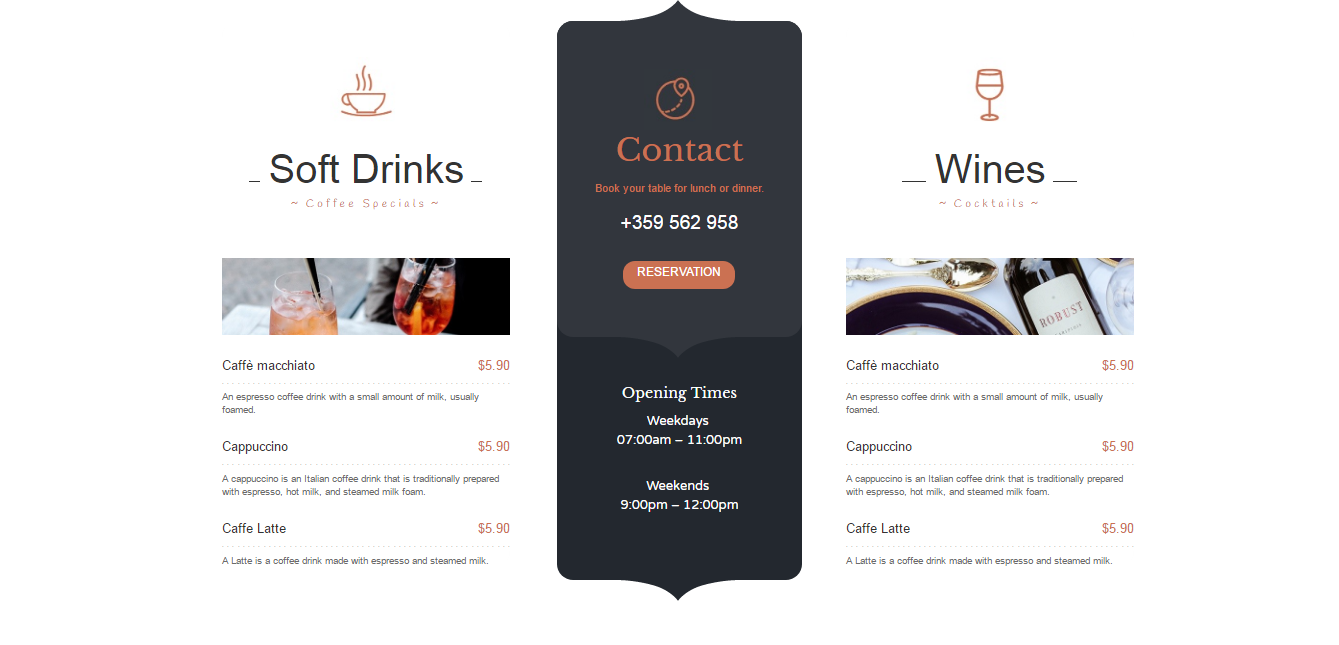 Soft Drinks
~ Coffee Specials ~
Caffè macchiato $5.90
An espresso coffee drink with a small amount of milk, usually
foamed.
Cappuccino $5.90
A cappuccino is an Italian coffee drink that is traditionally prepared
with espresso, hot milk, and steamed milk foam.
Caffe Latte $5.90
A Latte is a coffee drink made with espresso and steamed milk.
Contact
Book your table for lunch or dinner.
+359 562 958
RESERVATION
Opening Times
Weekdays
07:00am – 11:00pm
Weekends
9:00pm – 12:00pm
Wines
~ Cocktails ~
ROBUST
Caffè macchiato $5.90
An espresso coffee drink with a small amount of milk, usually
foamed.
Cappuccino $5.90
A cappuccino is an Italian coffee drink that is traditionally prepared
with espresso, hot milk, and steamed milk foam.
Caffe Latte $5.90
A Latte is a coffee drink made with espresso and steamed milk.